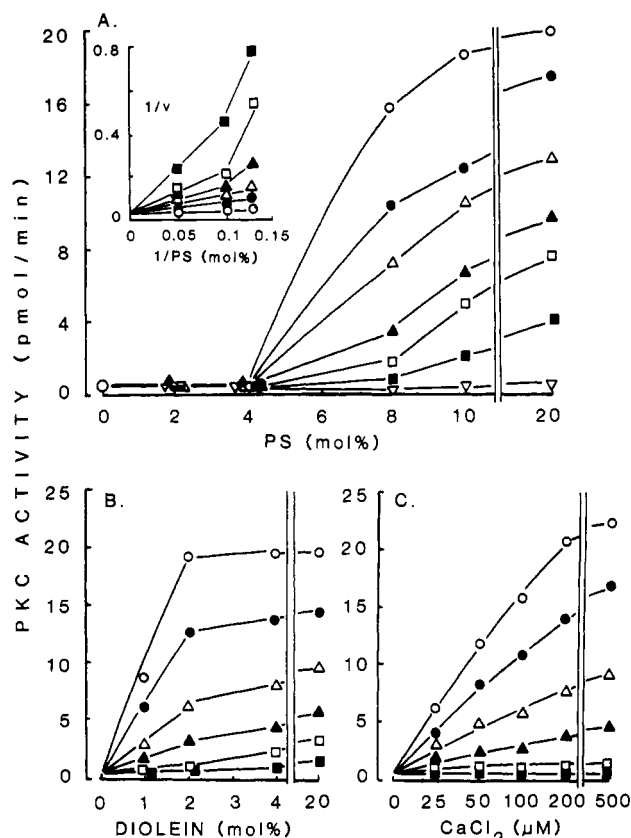 A.
PKC ACTIVITY (pmol/min)
20
16
12
8
4
0
0.8
0.4
0
1/v
0 0.05 0.1 0.15
1/PS (mol%)
0 2 4 6 8 10 20
PS (mol%)
B.
25
20
15
10
5
0
0 1 2 3 4 20
DIOLEIN (mol%)
C.
25
20
15
10
5
0
0 25 50 100 200 500
CaCl2 (μM)